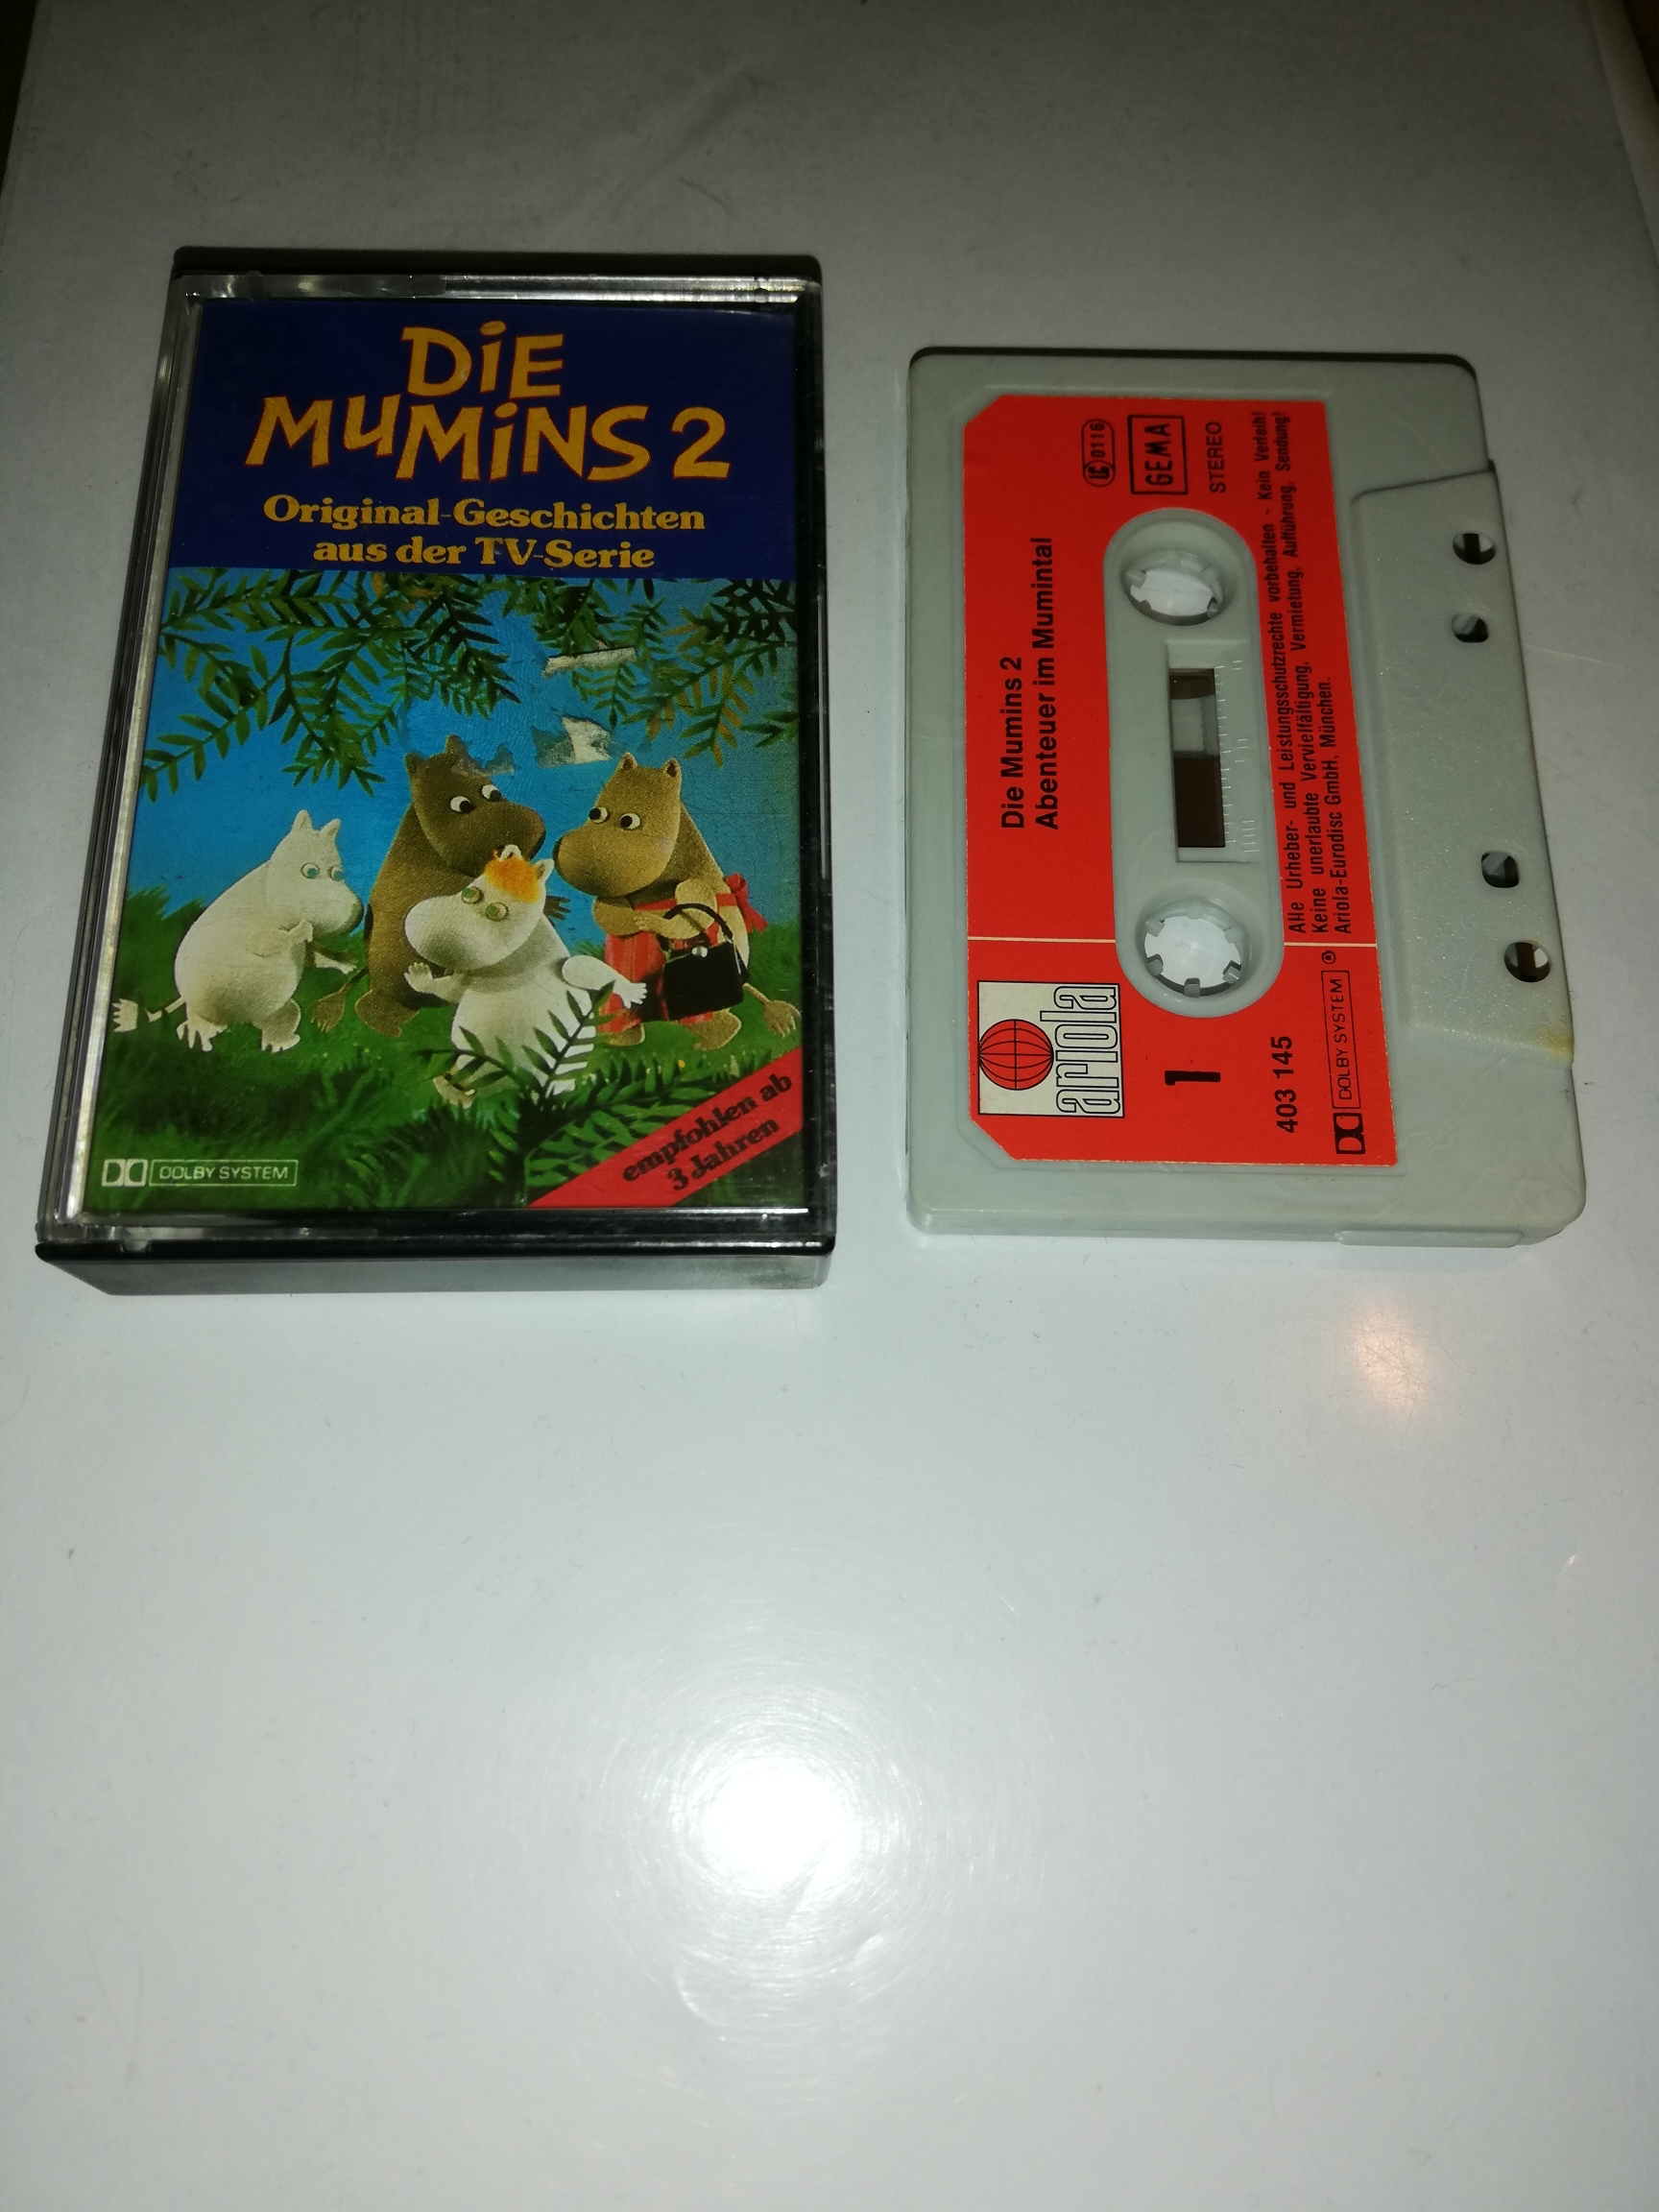 DiE
MuMiNS 2
Original-Geschichten
aus der TV-Serie
DOLBY SYSTEM
empfohlen ab
3 Jahren
Die Mumins 2
Abenteuer im Mumintal
LC 0116
GEMA
STEREO
ariola
1
403 145
DOLBY SYSTEM ®
Alle Urheber- und Leistungsschutzrechte vorbehalten - Kein Verleih!
Keine unerlaubte Vervielfältigung, Vermietung, Aufführung, Sendung!
Ariola-Eurodisc GmbH, München.